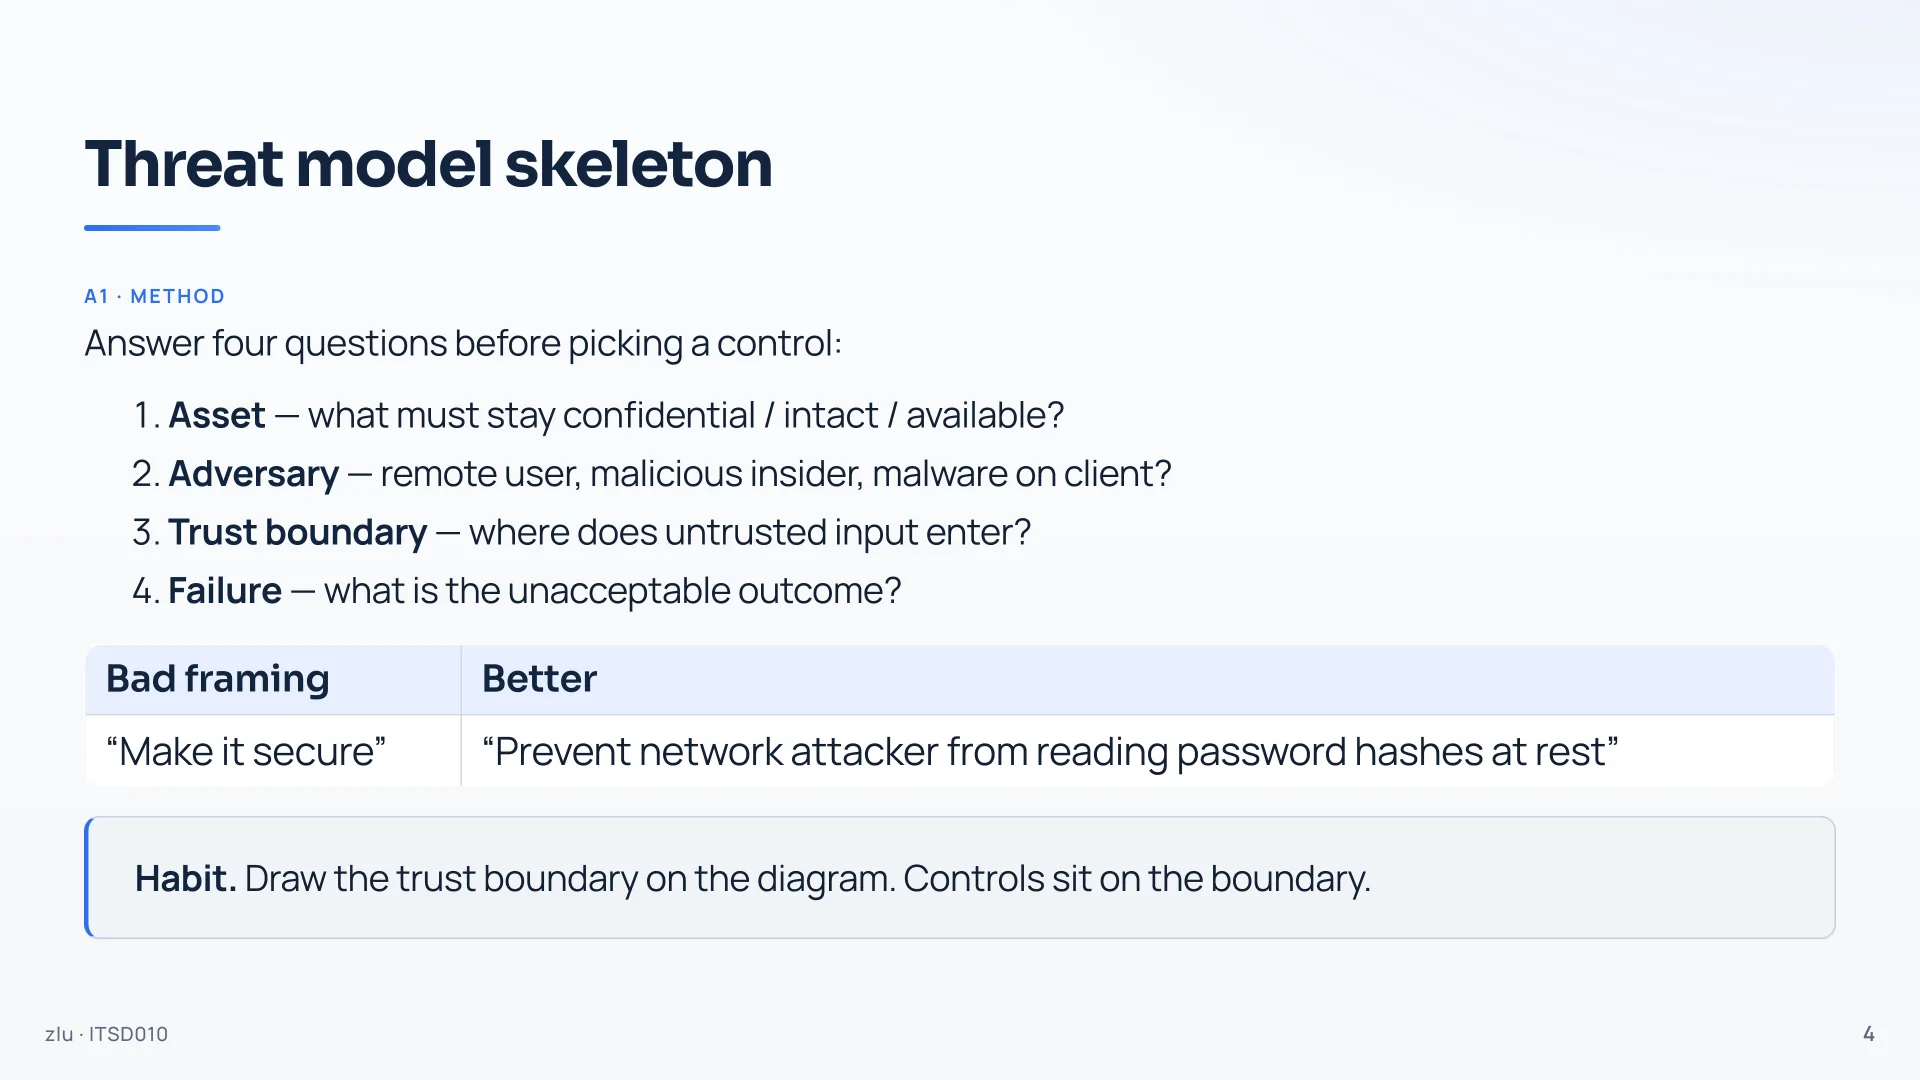 Threat model skeleton
A1 · METHOD
Answer four questions before picking a control:
1. Asset — what must stay confidential / intact / available?
2. Adversary — remote user, malicious insider, malware on client?
3. Trust boundary — where does untrusted input enter?
4. Failure — what is the unacceptable outcome?
Bad framing
Better
“Make it secure”
“Prevent network attacker from reading password hashes at rest”
Habit. Draw the trust boundary on the diagram. Controls sit on the boundary.
zlu · ITSD010
4